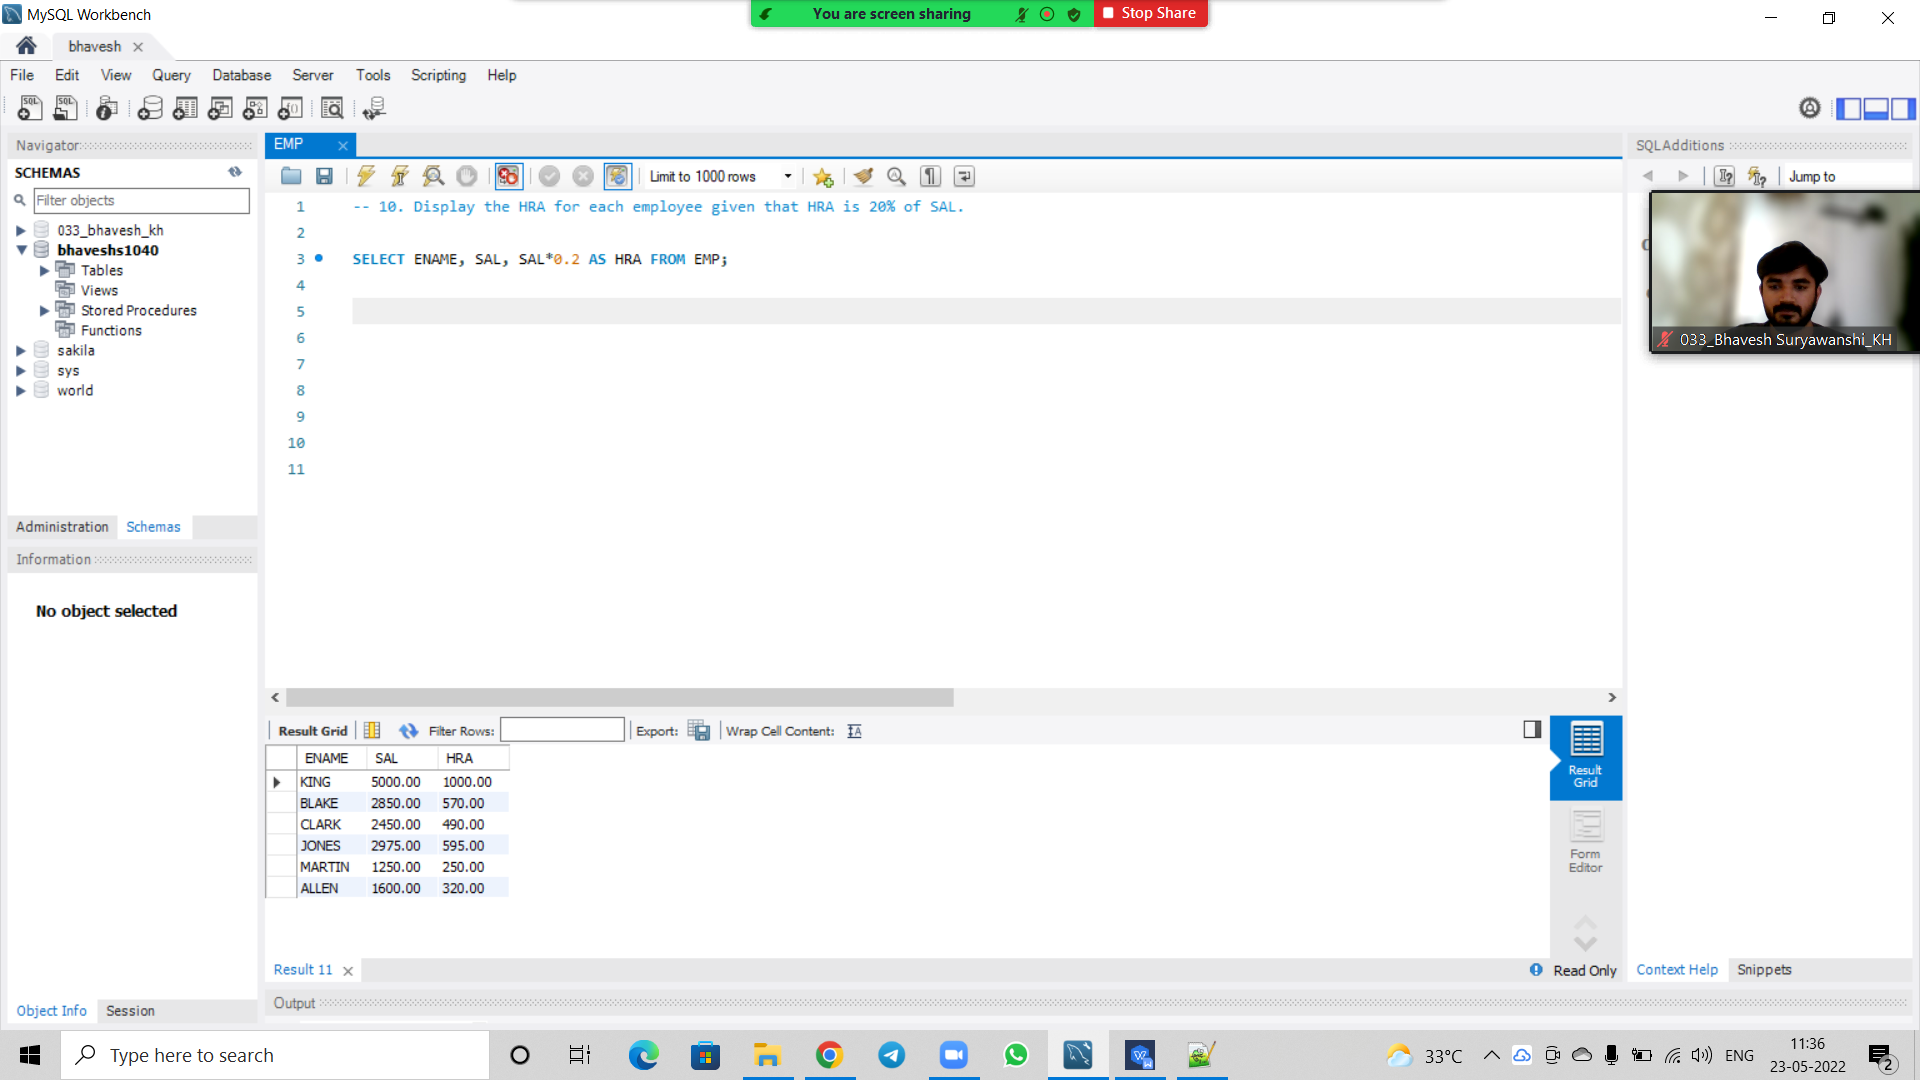 MySQL Workbench
You are screen sharing
Stop Share
bhavesh
File Edit View Query Database Server Tools Scripting Help
Navigator
EMP
SQLAdditions
SCHEMAS
Limit to 1000 rows
Jump to
Filter objects
033_bhavesh_kh
bhaveshs1040
Tables
Views
Stored Procedures
Functions
sakila
sys
world
1 -- 10. Display the HRA for each employee given that HRA is 20% of SAL.
2
3 SELECT ENAME, SAL, SAL*0.2 AS HRA FROM EMP;
4
5
6
7
8
9
10
11
033_Bhavesh Suryawanshi_KH
Administration Schemas
Information
No object selected
Result Grid Filter Rows: Export: Wrap Cell Content:
ENAME SAL HRA
KING 5000.00 1000.00
BLAKE 2850.00 570.00
CLARK 2450.00 490.00
JONES 2975.00 595.00
MARTIN 1250.00 250.00
ALLEN 1600.00 320.00
Result
Grid
Form
Editor
Result 11
Read Only
Context Help Snippets
Object Info Session
Output
Type here to search
33°C
ENG
11:36
23-05-2022
2